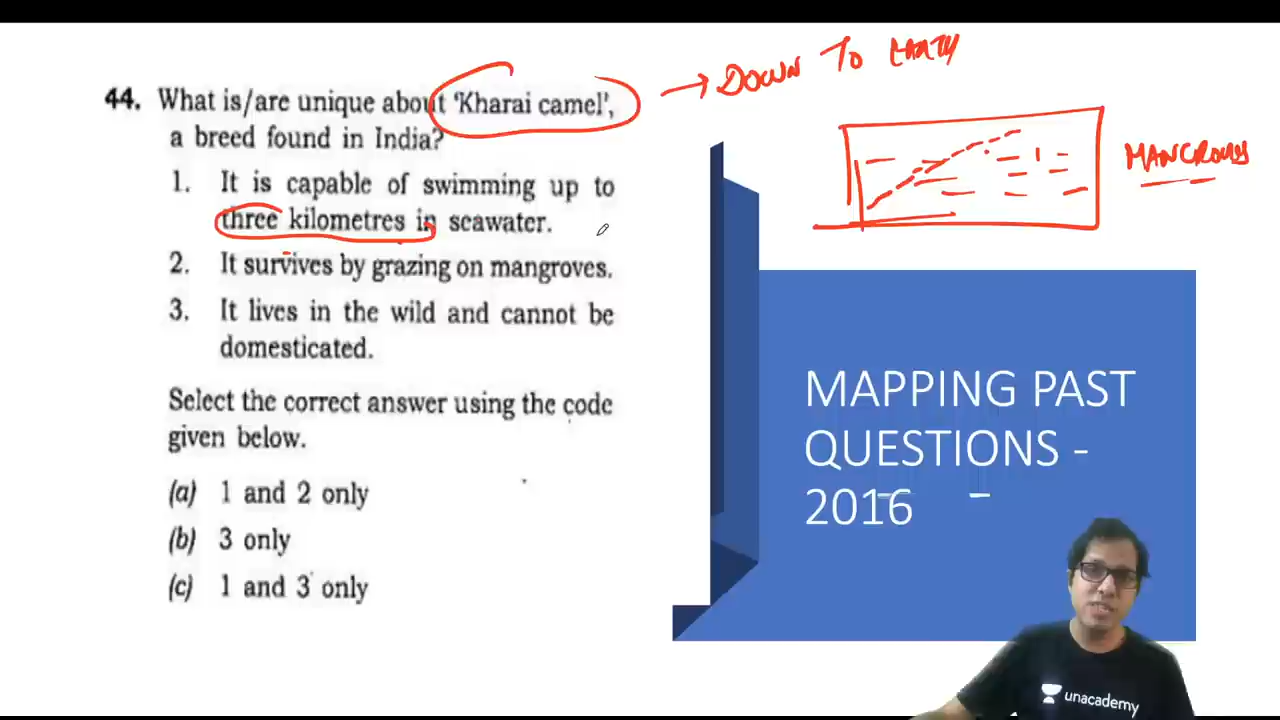 44. What is/are unique about 'Kharai camel',
a breed found in India?
1. It is capable of swimming up to
three kilometres in seawater.
2. It survives by grazing on mangroves.
3. It lives in the wild and cannot be
domesticated.
Select the correct answer using the code
given below.
(a) 1 and 2 only
(b) 3 only
(c) 1 and 3 only
→ DOWN TO EARTH
MANGROVES
MAPPING PAST
QUESTIONS -
2016
unacademy